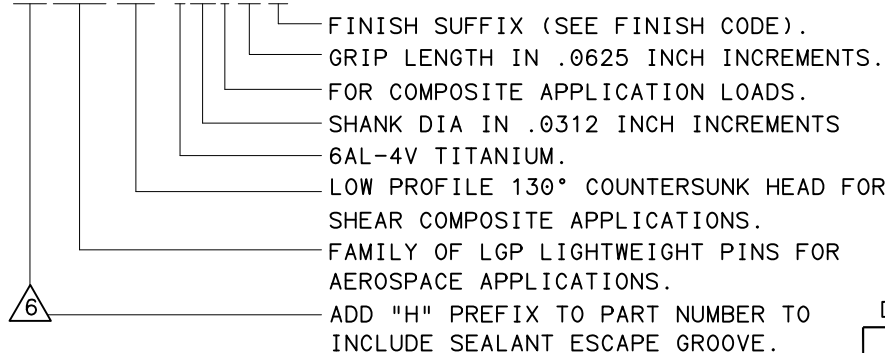 FINISH SUFFIX (SEE FINISH CODE).
GRIP LENGTH IN .0625 INCH INCREMENTS.
FOR COMPOSITE APPLICATION LOADS.
SHANK DIA IN .0312 INCH INCREMENTS
6AL-4V TITANIUM.
LOW PROFILE 130° COUNTERSUNK HEAD FOR
SHEAR COMPOSITE APPLICATIONS.
FAMILY OF LGP LIGHTWEIGHT PINS FOR
AEROSPACE APPLICATIONS.
6
ADD "H" PREFIX TO PART NUMBER TO
INCLUDE SEALANT ESCAPE GROOVE.